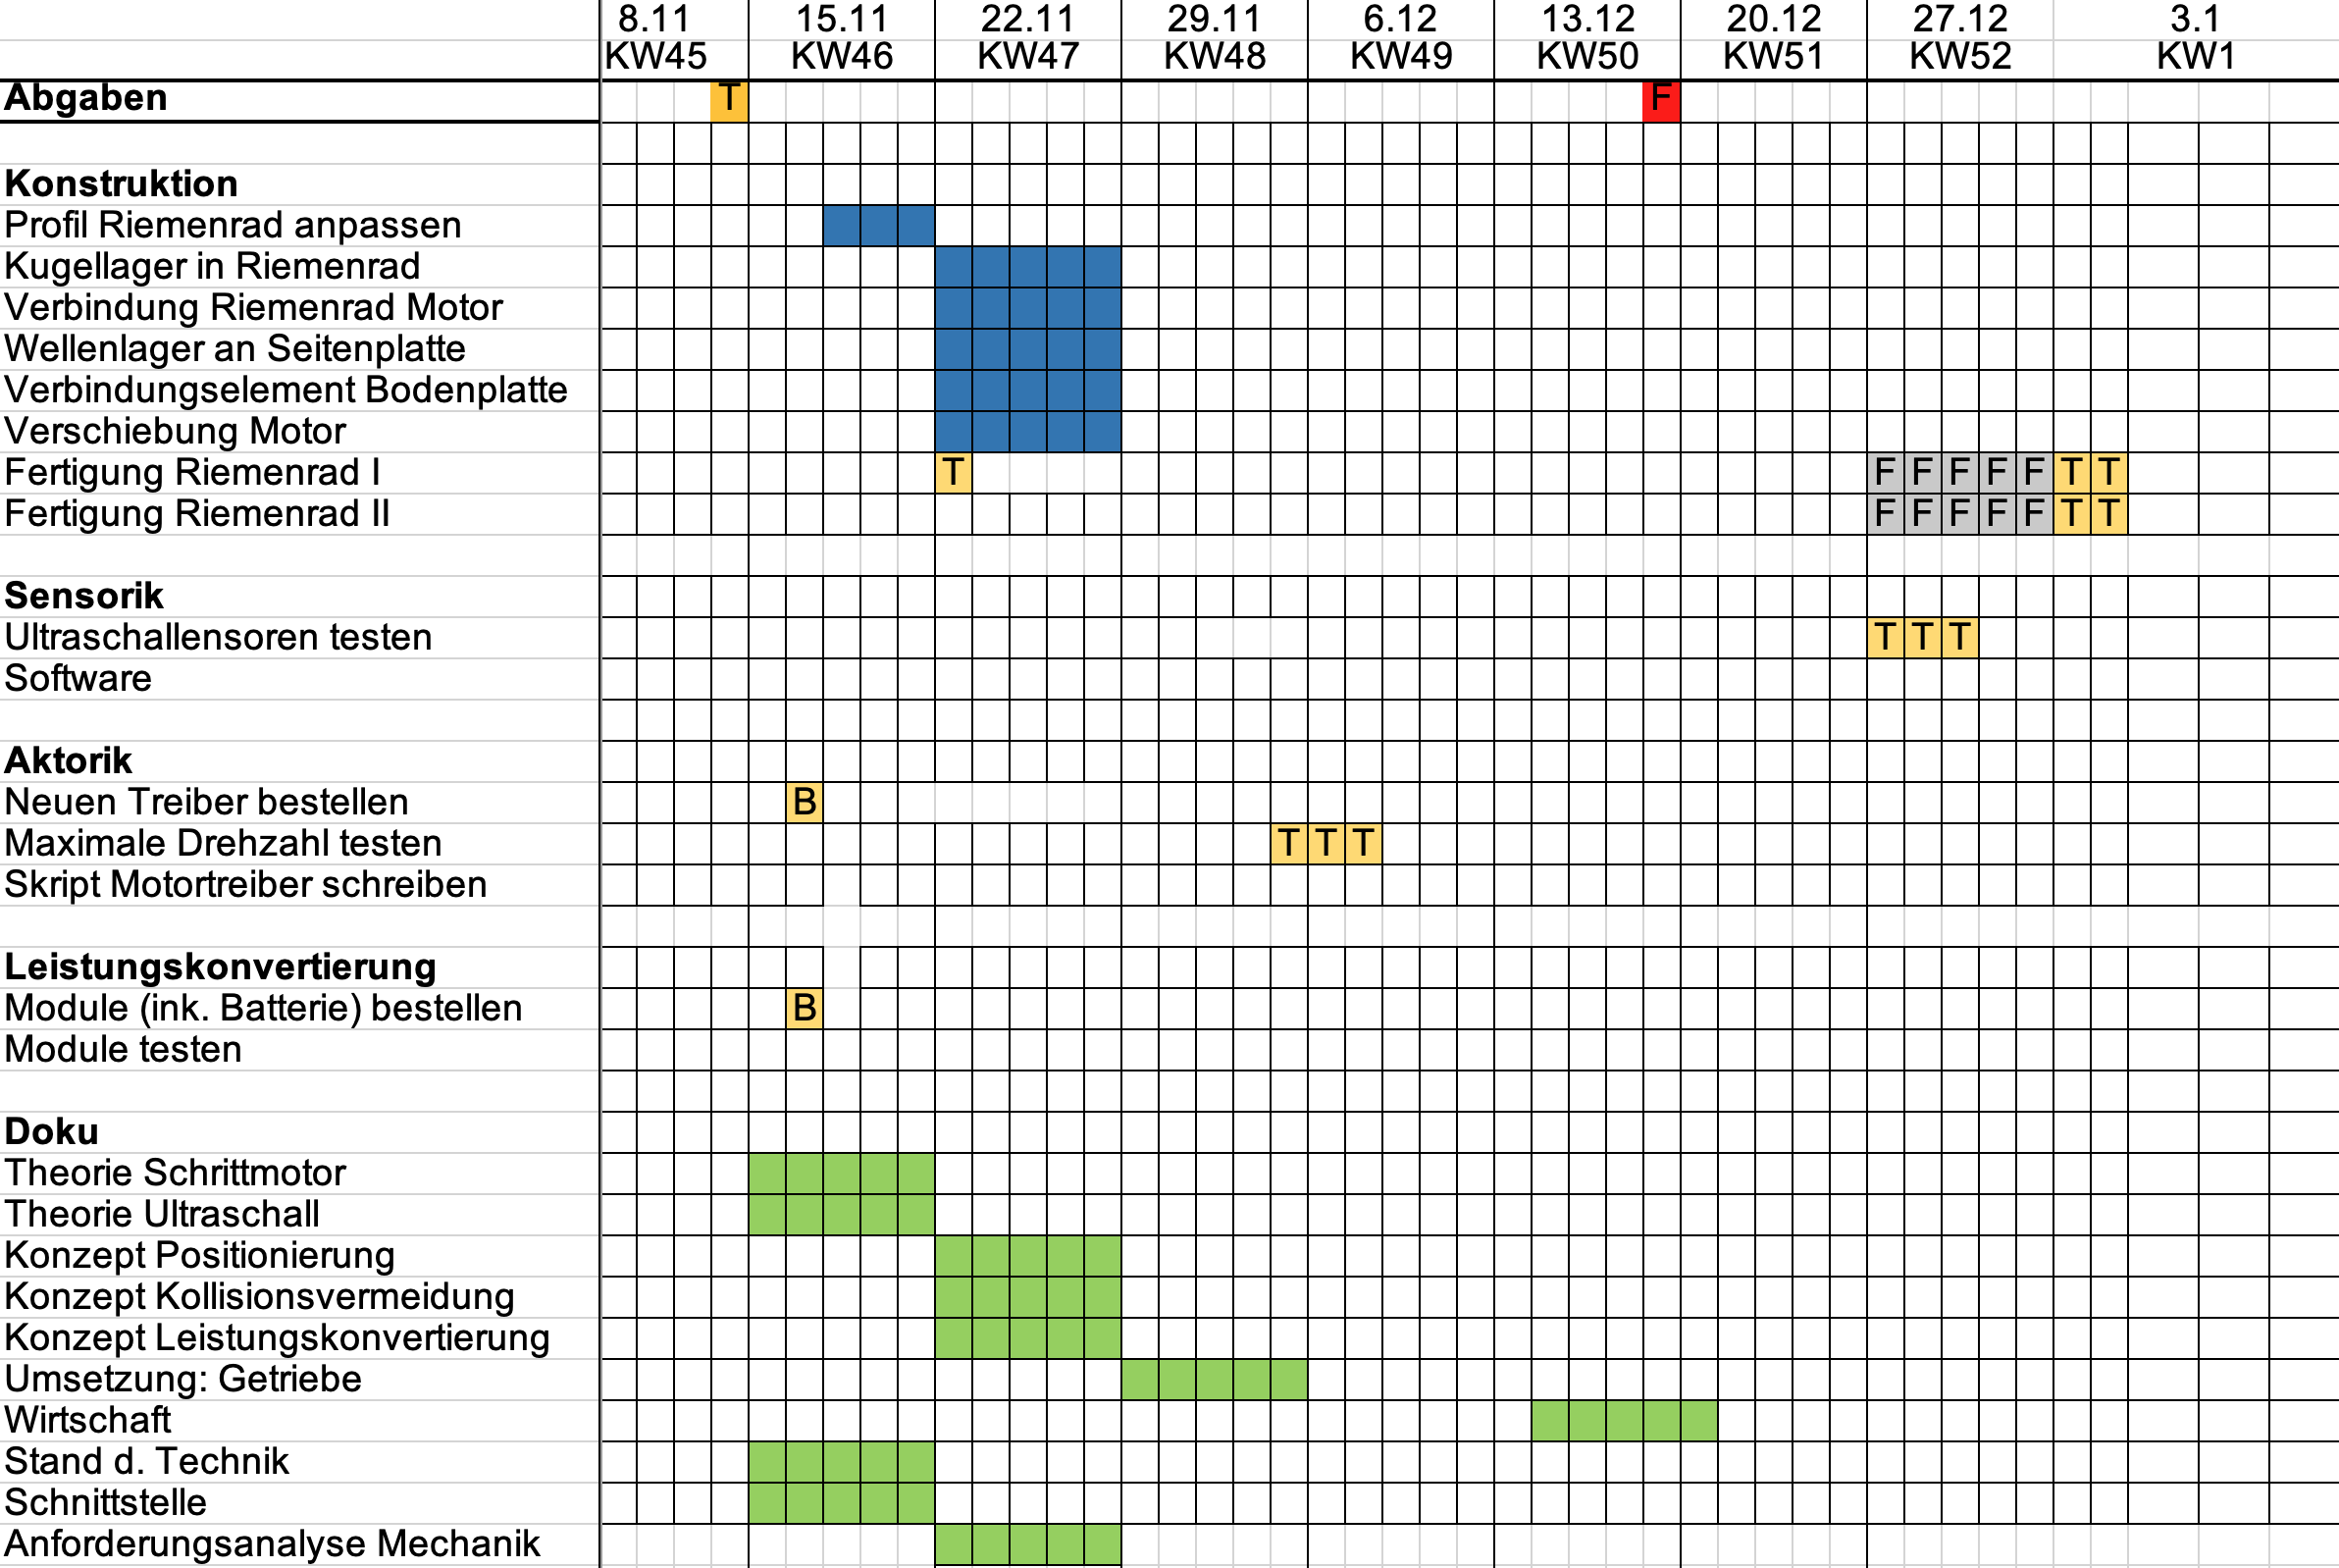 8.11 15.11 22.11 29.11 6.12 13.12 20.12 27.12 3.1
KW45 KW46 KW47 KW48 KW49 KW50 KW51 KW52 KW1
Abgaben T F
Konstruktion
Profil Riemenrad anpassen
Kugellager in Riemenrad
Verbindung Riemenrad Motor
Wellenlager an Seitenplatte
Verbindungselement Bodenplatte
Verschiebung Motor
Fertigung Riemenrad I T F F F F F T T
Fertigung Riemenrad II F F F F F T T
Sensorik
Ultraschallensoren testen T T T
Software
Aktorik
Neuen Treiber bestellen B
Maximale Drehzahl testen T T T
Skript Motortreiber schreiben
Leistungskonvertierung
Module (ink. Batterie) bestellen B
Module testen
Doku
Theorie Schrittmotor
Theorie Ultraschall
Konzept Positionierung
Konzept Kollisionsvermeidung
Konzept Leistungskonvertierung
Umsetzung: Getriebe
Wirtschaft
Stand d. Technik
Schnittstelle
Anforderungsanalyse Mechanik